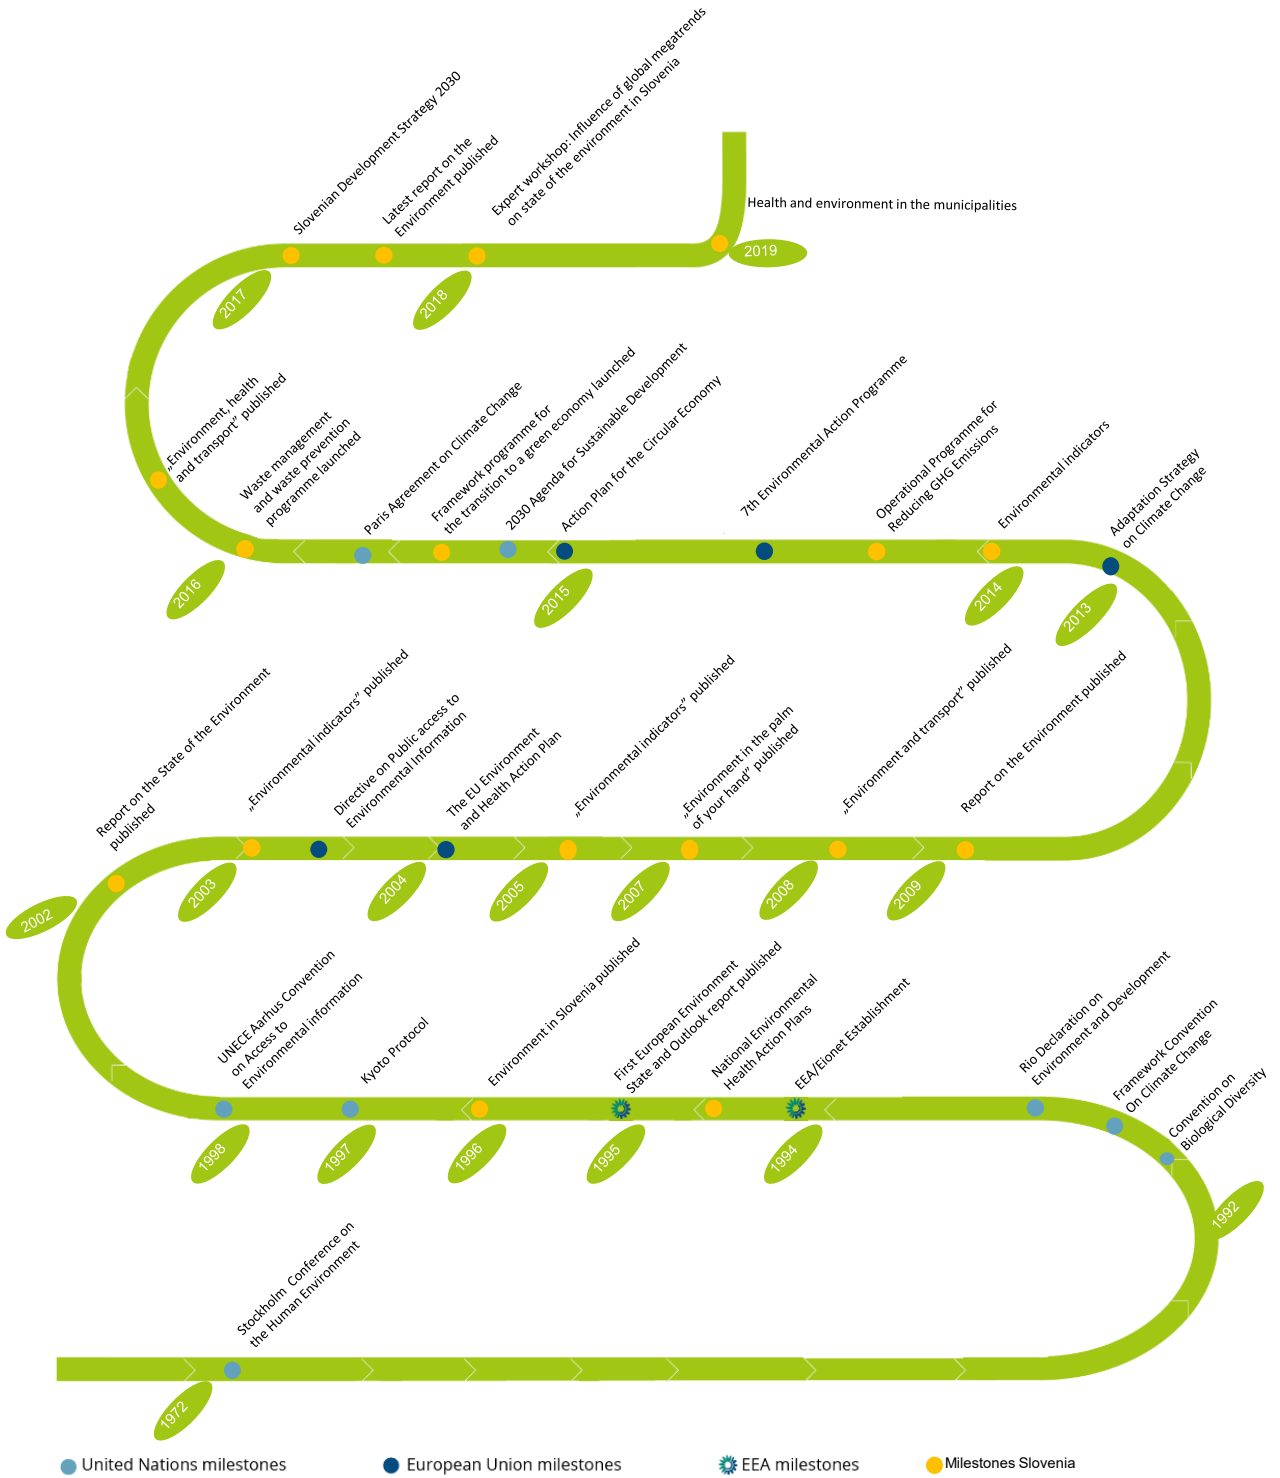 Expert workshop: Influence of global megatrends
on state of the environment in Slovenia
Slovenian Development Strategy 2030
Latest report on the
Environment published
Health and environment in the municipalities
2019
2017
2018
„Environment, health
and transport” published
Waste management
and waste prevention
programme launched
Paris Agreement on Climate Change
Framework programme for
the transition to a green economy launched
2030 Agenda for Sustainable Development
Action Plan for the Circular Economy
7th Environmental Action Programme
Operational Programme for
Reducing GHG Emissions
Environmental indicators
Adaptation Strategy
on Climate Change
2016
2015
2014
2013
Report on the State of the Environment
published
„Environmental indicators” published
Directive on Public access to
Environmental Information
The EU Environment
and Health Action Plan
„Environmental indicators” published
„Environment in the palm
of your hand” published
„Environment and transport” published
Report on the Environment published
2002
2003
2004
2005
2007
2008
2009
UNECE Aarhus Convention
on Access to
Environmental information
Kyoto Protocol
Environment in Slovenia published
First European Environment
State and Outlook report published
National Environmental
Health Action Plans
EEA/Eionet Establishment
Rio Declaration on
Environment and Development
Framework Convention
On Climate Change
Convention on
Biological Diversity
1998
1997
1996
1995
1994
1992
Stockholm Conference on
the Human Environment
1972
United Nations milestones
European Union milestones
EEA milestones
Milestones Slovenia